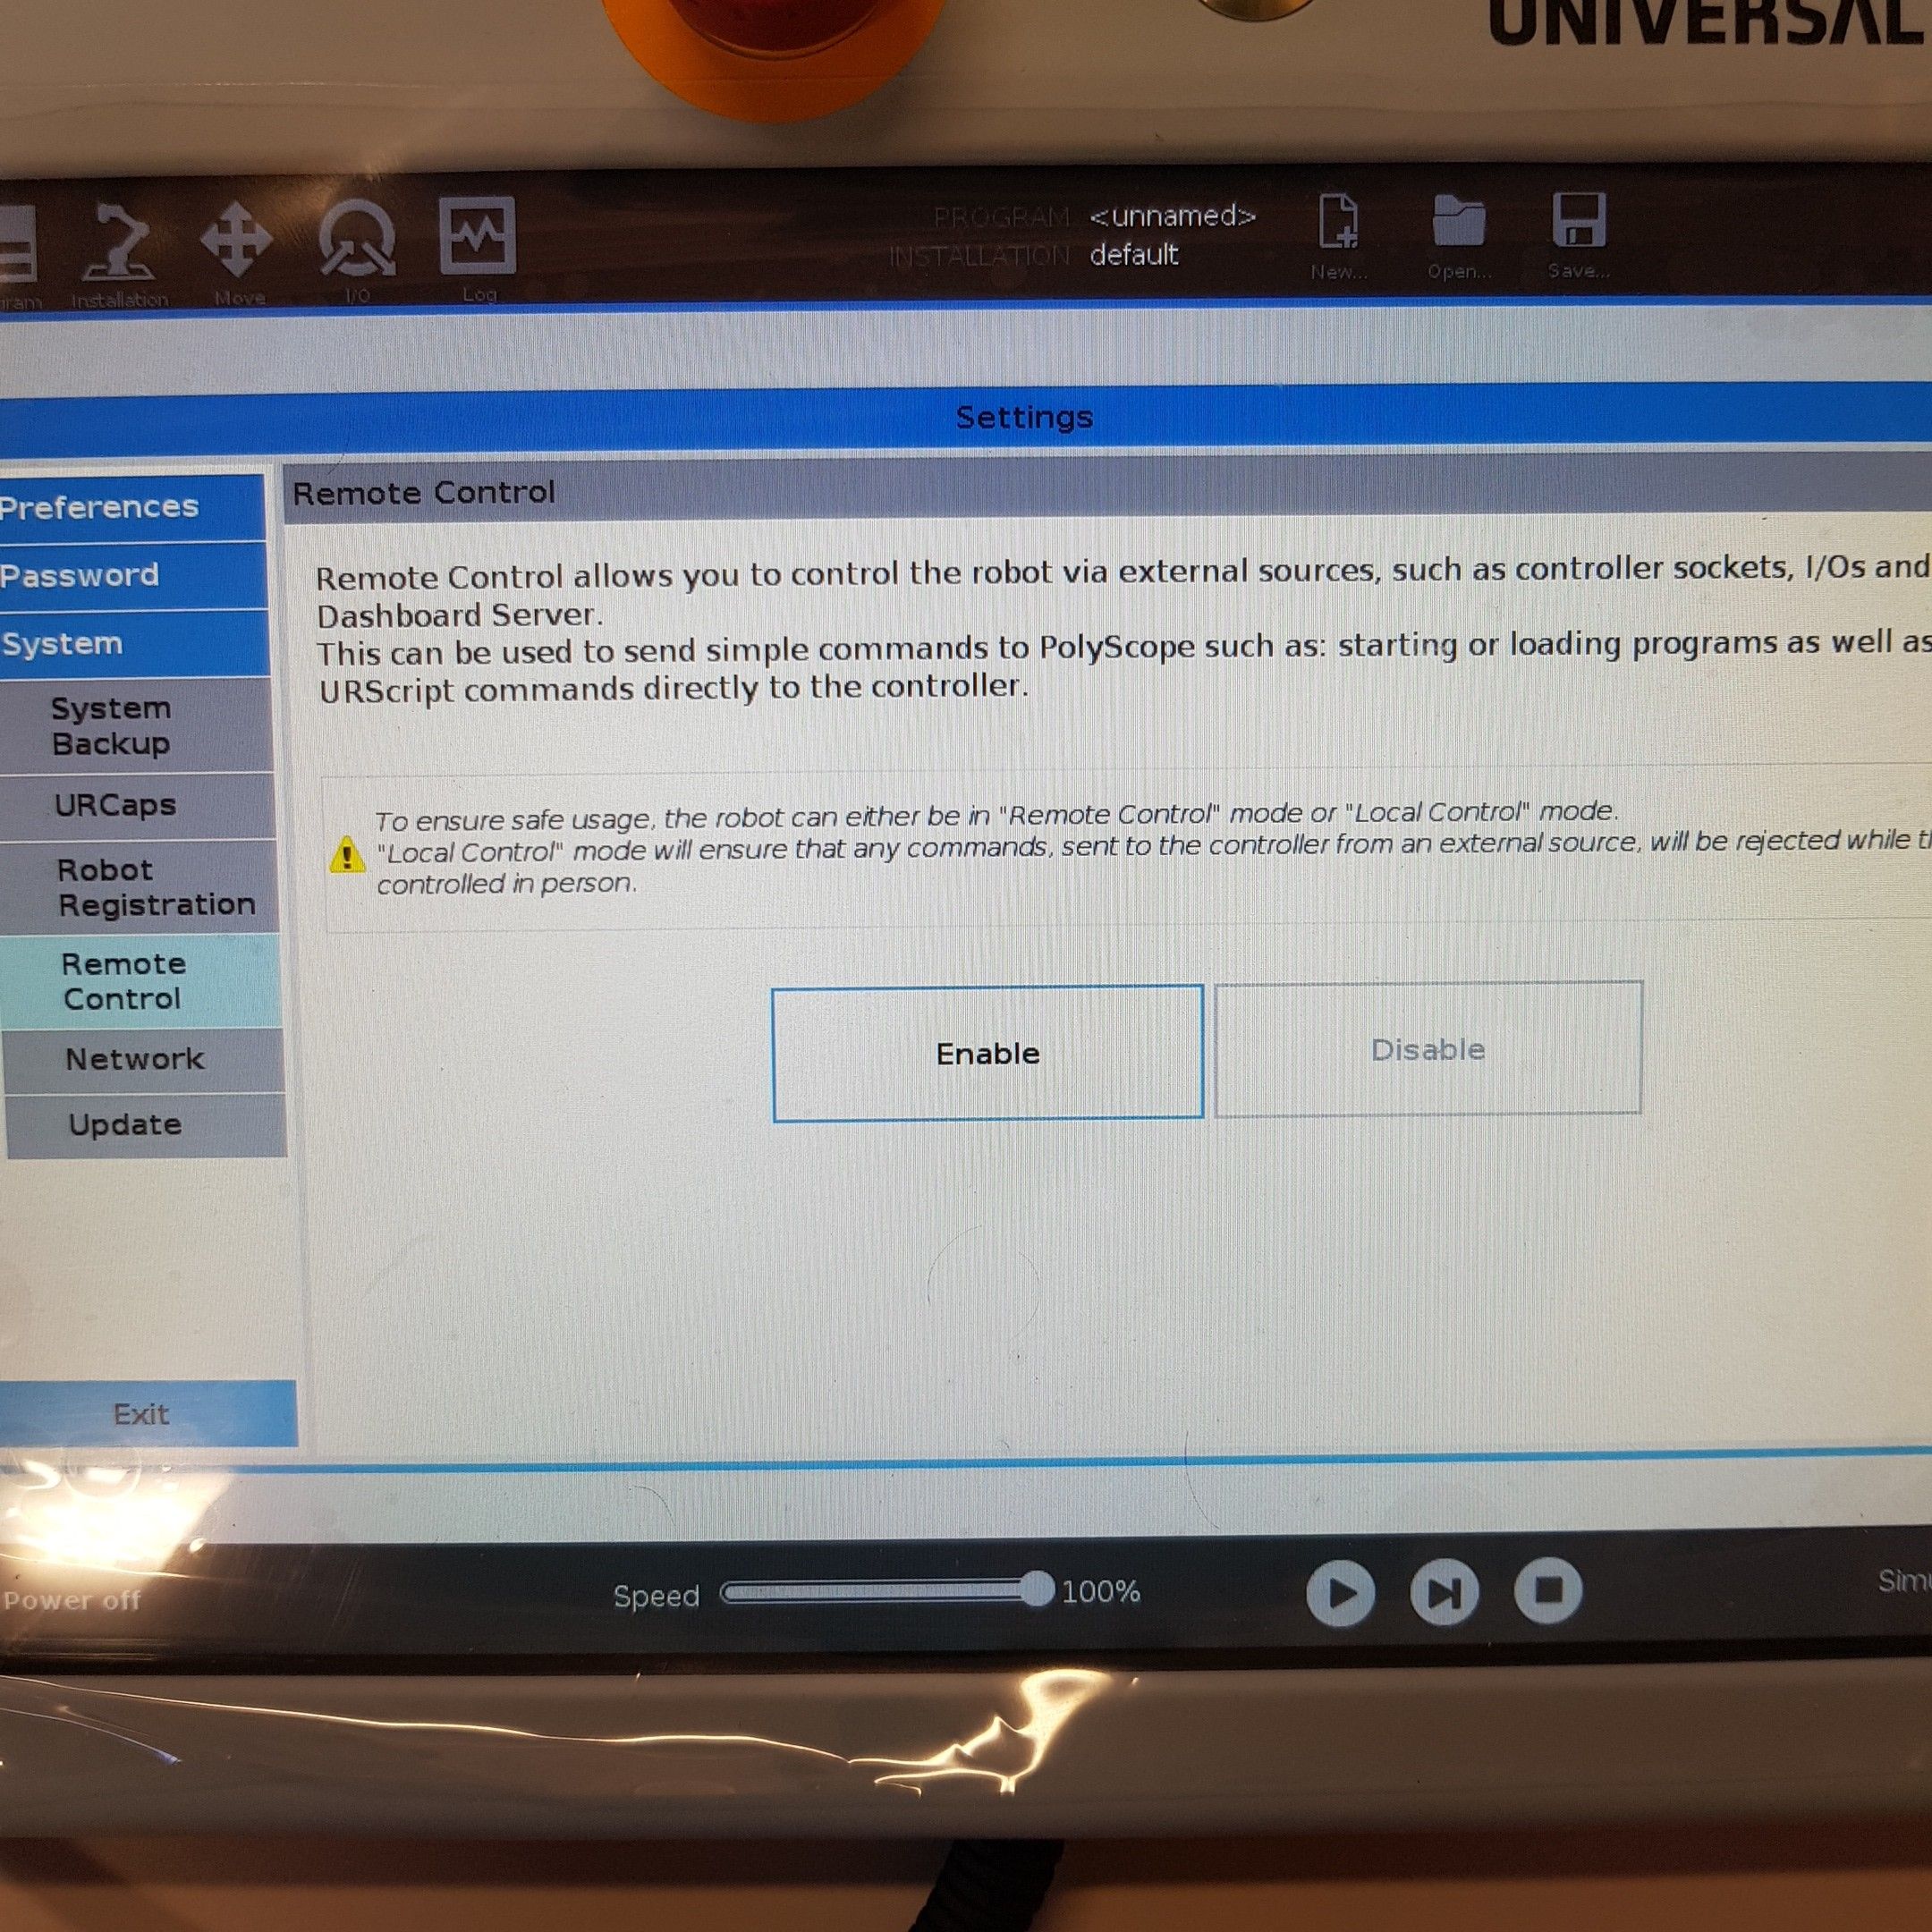 UNIVERSAL
PROGRAM <unnamed>
INSTALLATION default
Installation Move I/O Log New... Open... Save...
Settings
Preferences
Password
System
System
Backup
URCaps
Robot
Registration
Remote
Control
Network
Update
Exit
Remote Control
Remote Control allows you to control the robot via external sources, such as controller sockets, I/Os and
Dashboard Server.
This can be used to send simple commands to PolyScope such as: starting or loading programs as well as
URScript commands directly to the controller.
To ensure safe usage, the robot can either be in "Remote Control" mode or "Local Control" mode.
"Local Control" mode will ensure that any commands, sent to the controller from an external source, will be rejected while
controlled in person.
Enable Disable
Power off Speed 100%